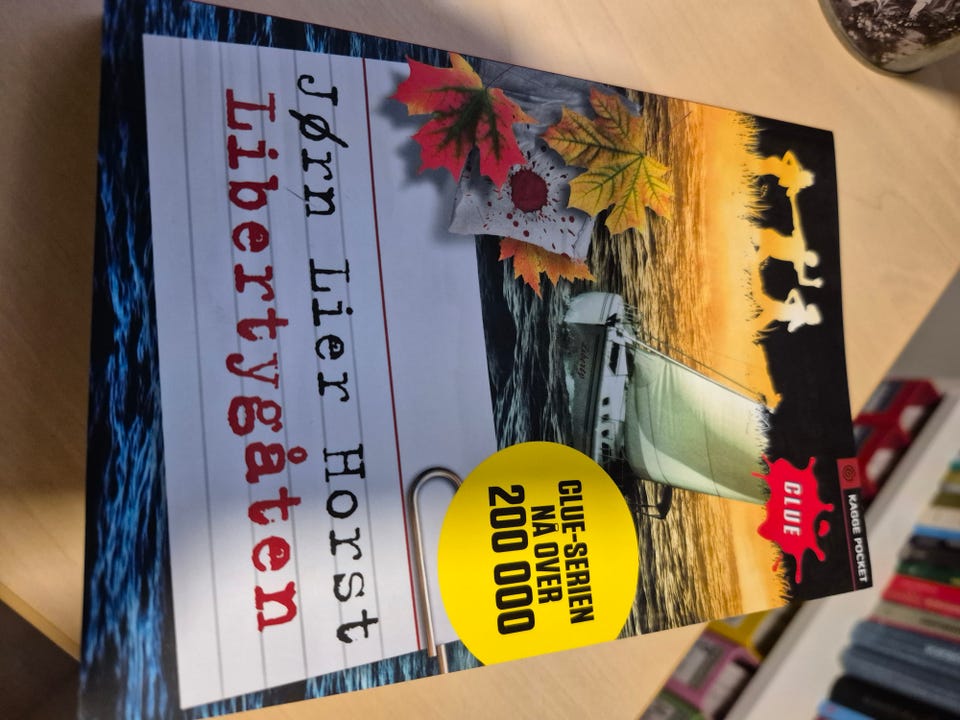 KAGGE POCKET
CLUE
CLUE-SERIEN
NÅ OVER
200 000
Jørn Lier Horst
Libertygåten